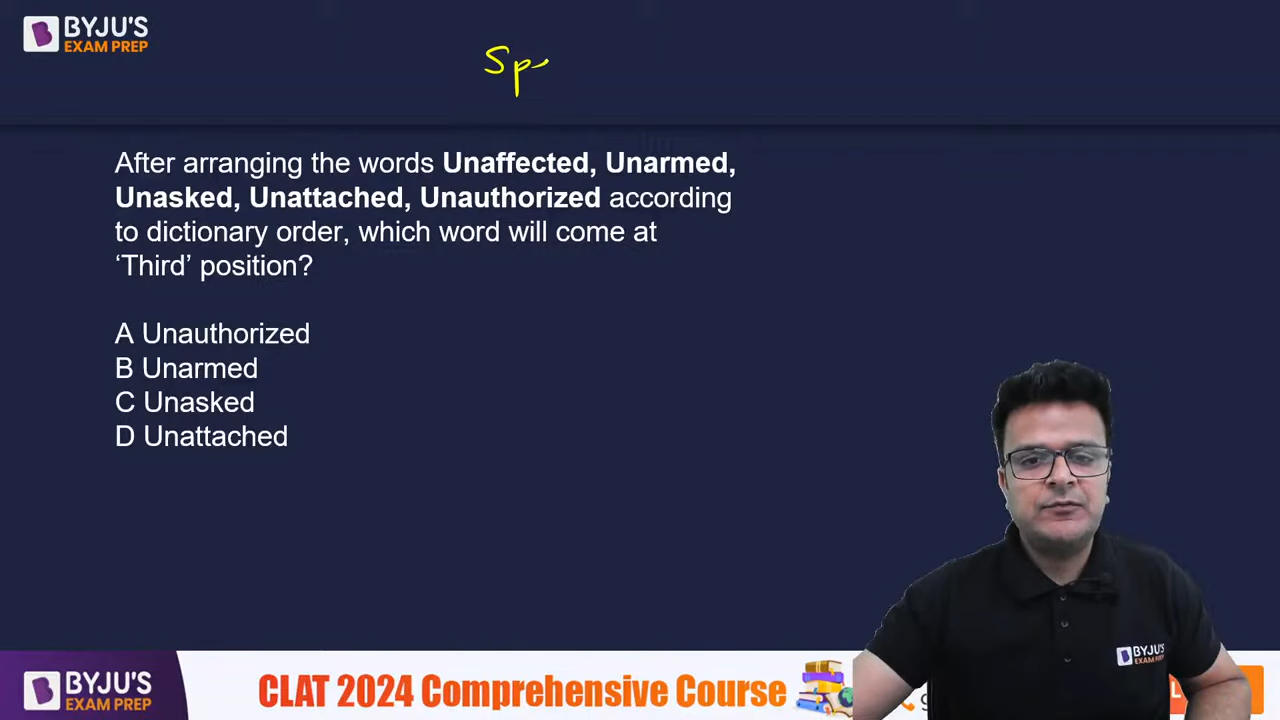 BYJU'S
EXAM PREP
Sp
After arranging the words Unaffected, Unarmed,
Unasked, Unattached, Unauthorized according
to dictionary order, which word will come at
‘Third’ position?
A Unauthorized
B Unarmed
C Unasked
D Unattached
BYJU'S
EXAM PREP
BYJU'S
EXAM PREP
CLAT 2024 Comprehensive Course